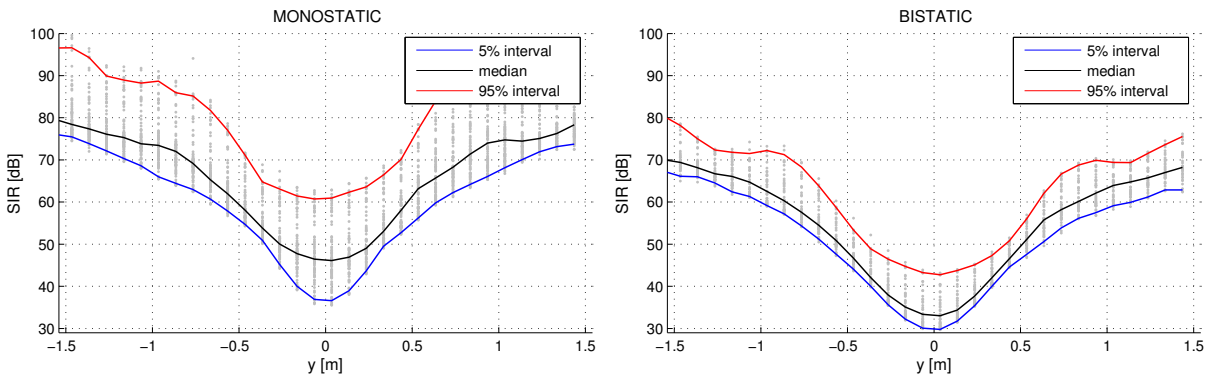 MONOSTATIC
SIR [dB]
100
90
80
70
60
50
40
30
−1.5
−1
−0.5
0
0.5
1
1.5
y [m]
5% interval
median
95% interval
BISTATIC
SIR [dB]
100
90
80
70
60
50
40
30
−1.5
−1
−0.5
0
0.5
1
1.5
y [m]
5% interval
median
95% interval